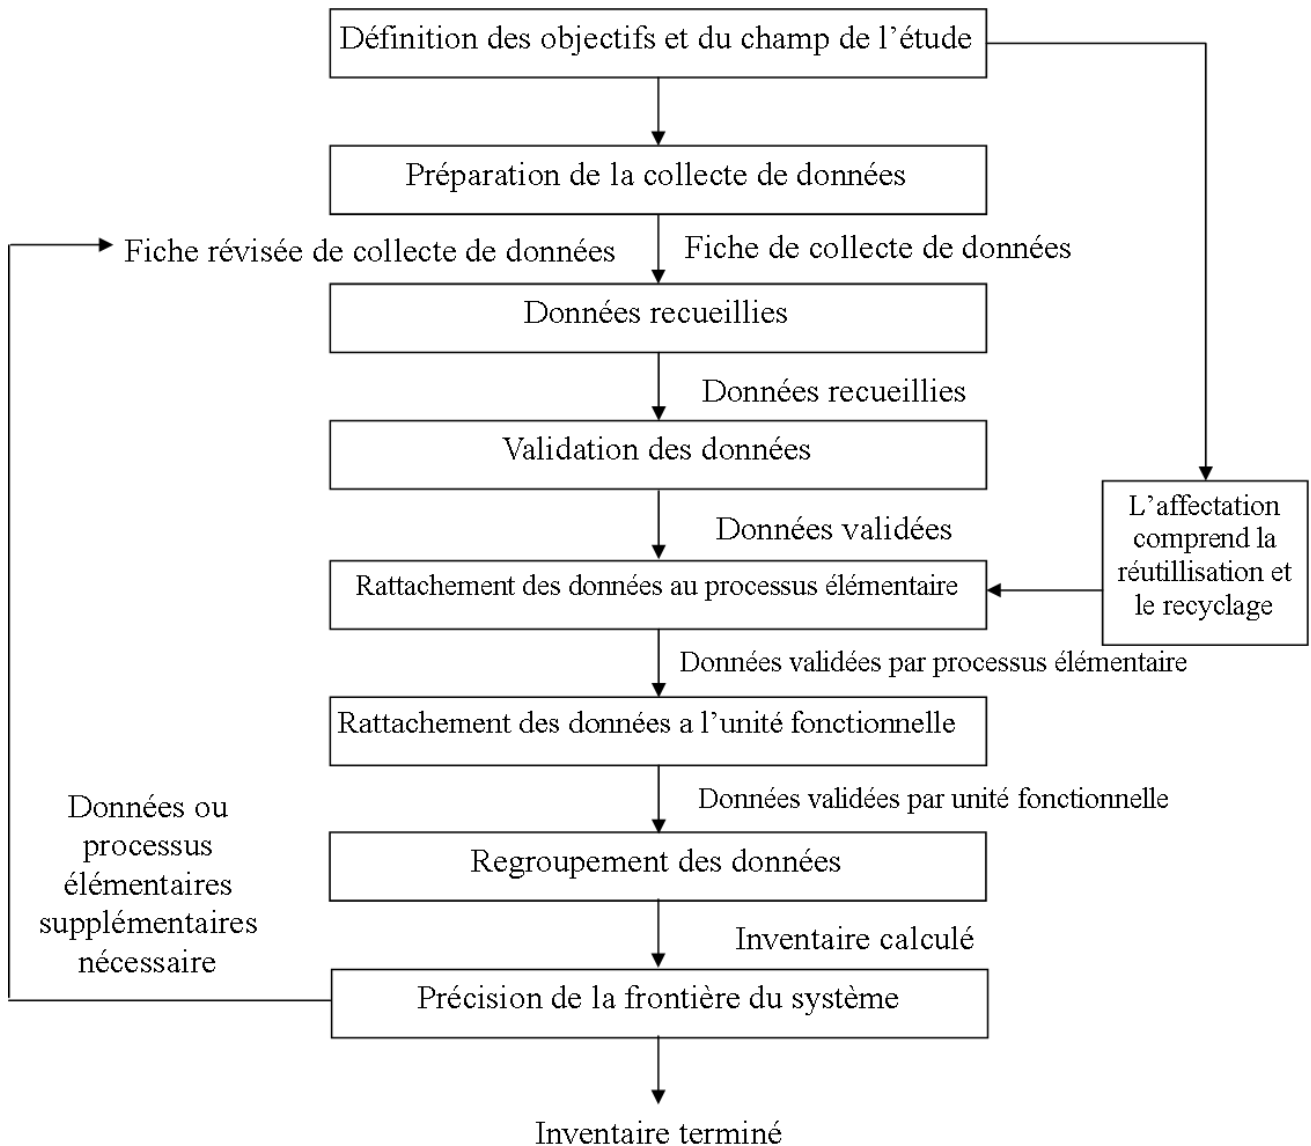 Définition des objectifs et du champ de l'étude
Préparation de la collecte de données
Fiche révisée de collecte de données
Fiche de collecte de données
Données recueillies
Données recueillies
Validation des données
Données validées
L'affectation
comprend la
réutillisation et
le recyclage
Rattachement des données au processus élémentaire
Données validées par processus élémentaire
Rattachement des données a l'unité fonctionnelle
Données validées par unité fonctionnelle
Données ou
processus
élémentaires
supplémentaires
nécessaire
Regroupement des données
Inventaire calculé
Précision de la frontière du système
Inventaire terminé